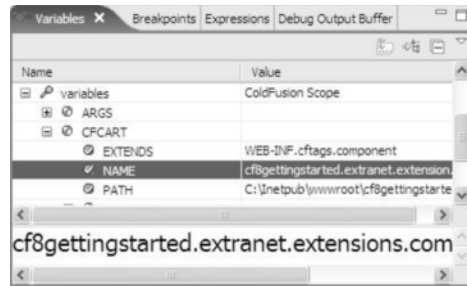 Variables Breakpoints Expressions Debug Output Buffer
Name Value
variables ColdFusion Scope
ARGS
CFCART
EXTENDS WEB-INF.cftags.component
NAME cf8gettingstarted.extranet.extension.
PATH C:\Inetpub\wwwroot\cf8gettingstarte
cf8gettingstarted.extranet.extensions.com